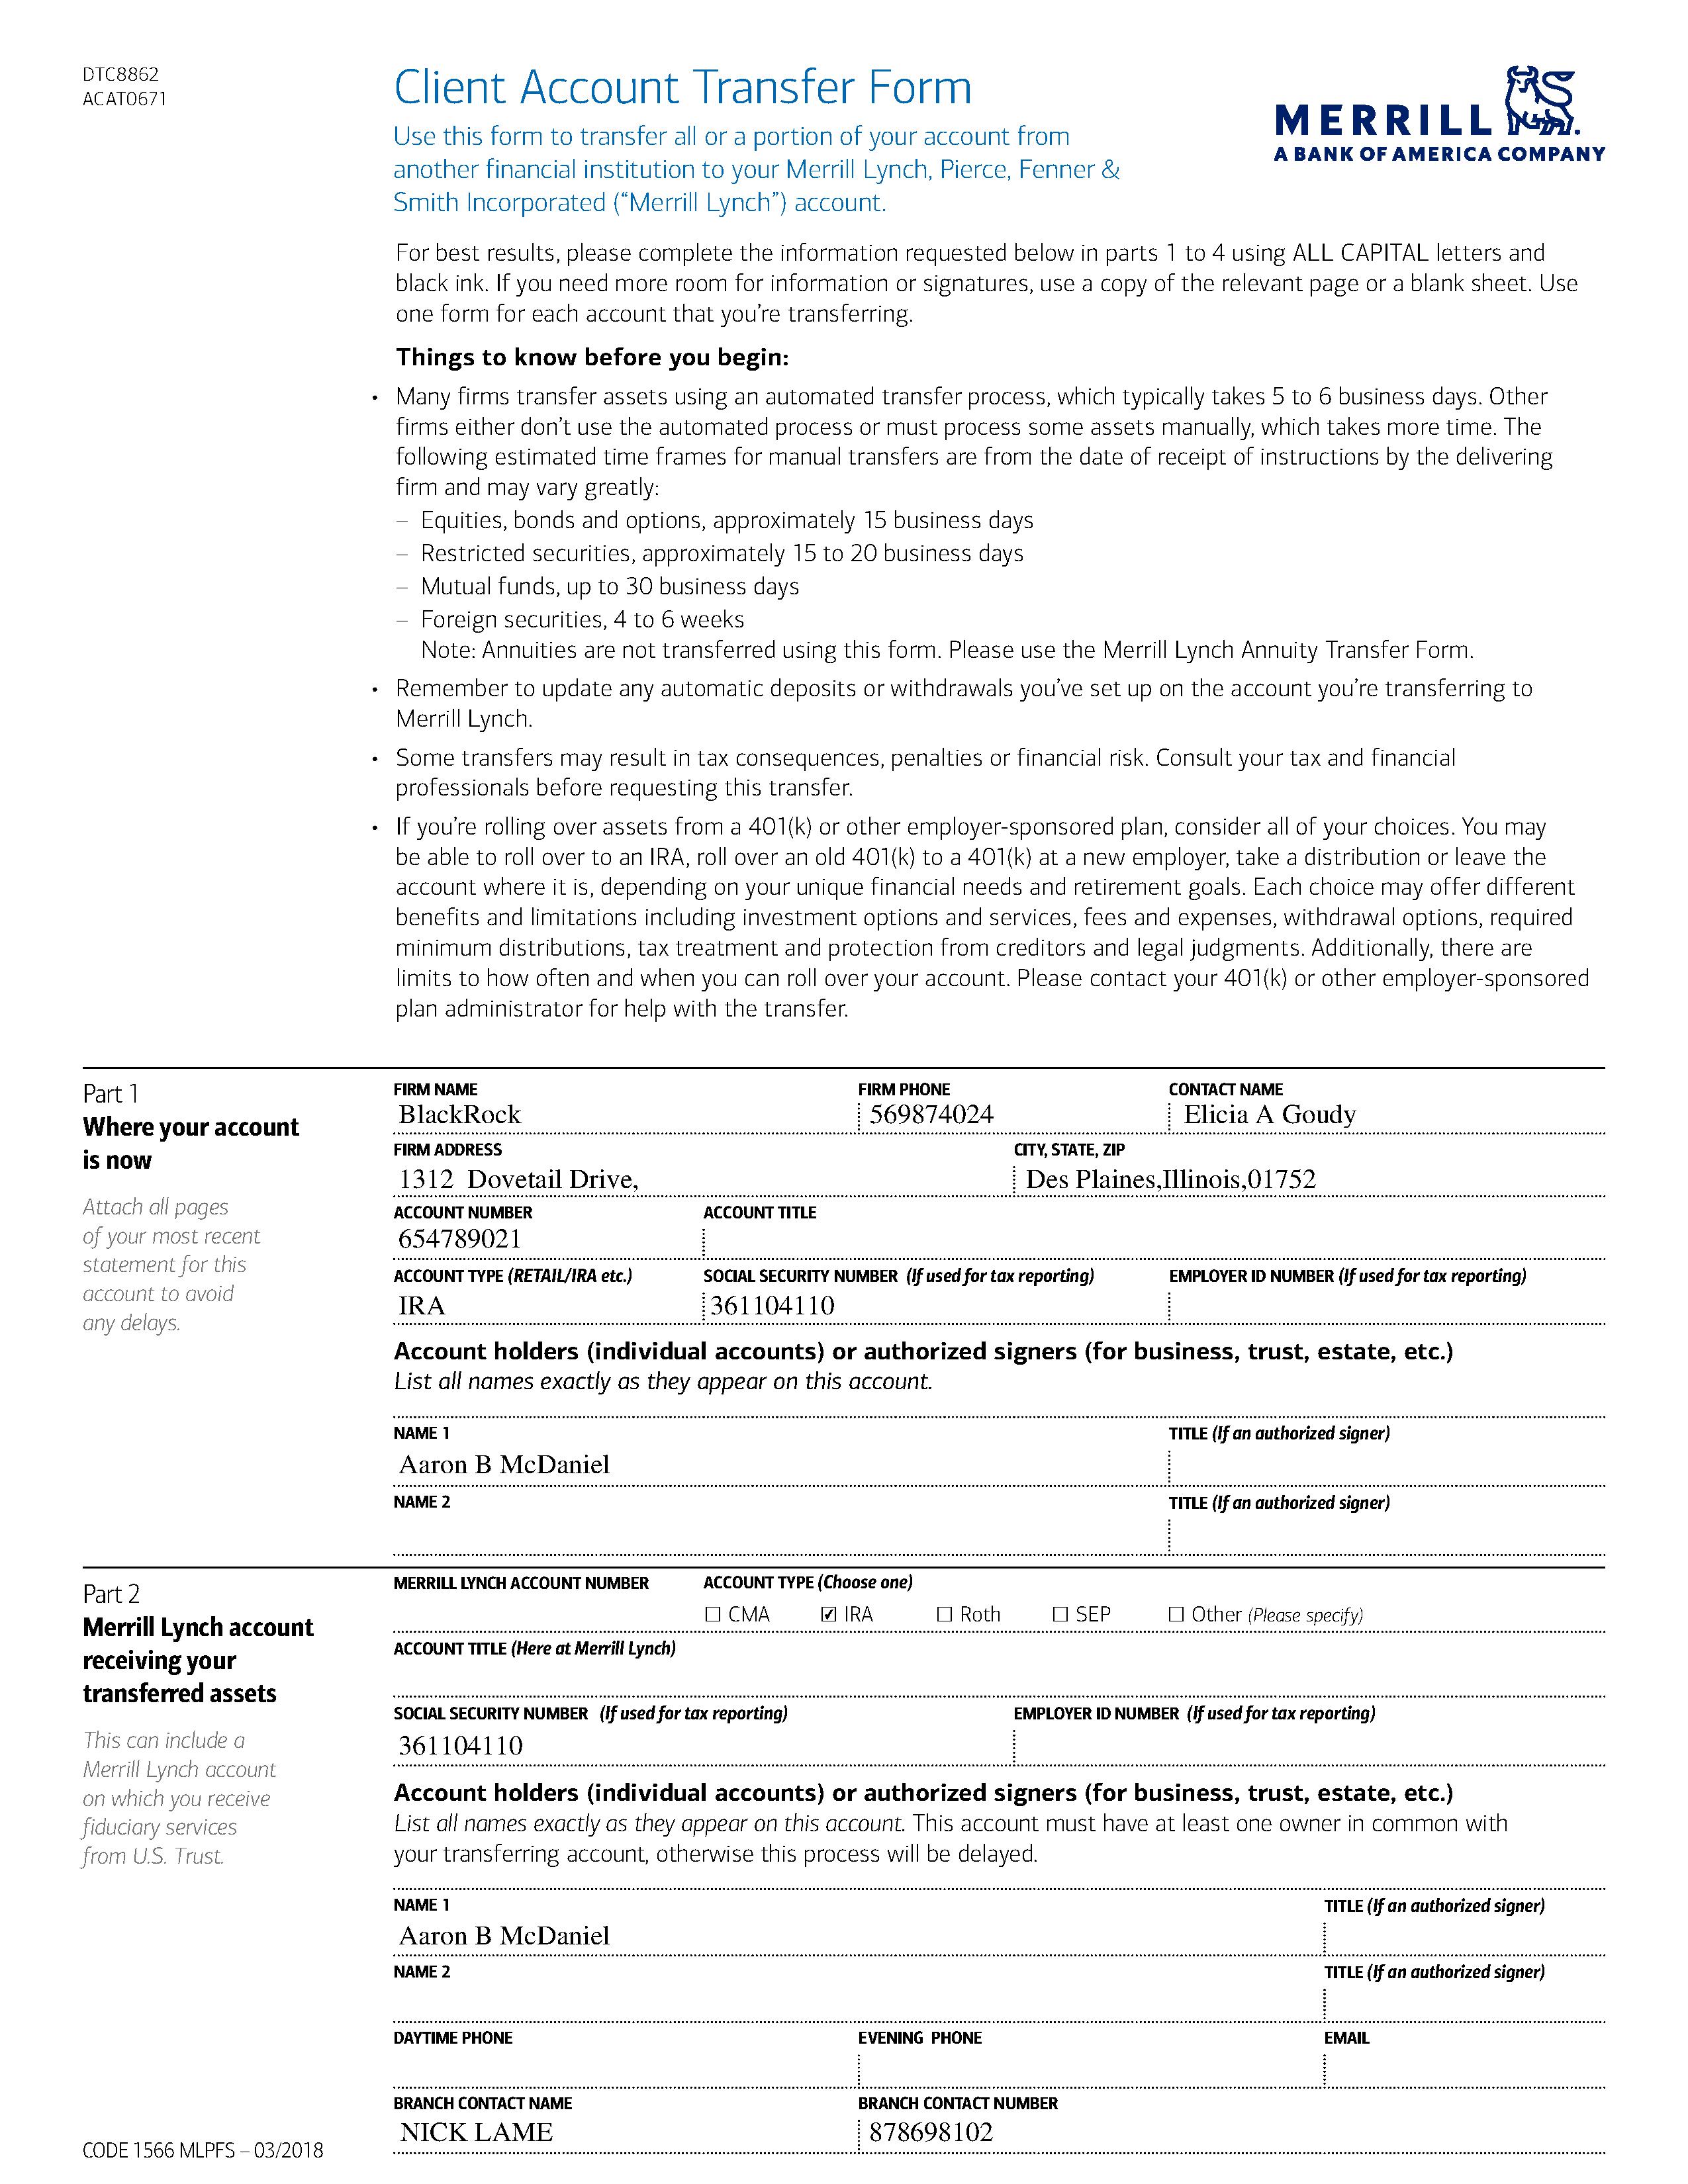 DTC8862
ACAT0671
Client Account Transfer Form
Use this form to transfer all or a portion of your account from
another financial institution to your Merrill Lynch, Pierce, Fenner &
Smith Incorporated (“Merrill Lynch”) account.
MERRILL
A BANK OF AMERICA COMPANY
For best results, please complete the information requested below in parts 1 to 4 using ALL CAPITAL letters and
black ink. If you need more room for information or signatures, use a copy of the relevant page or a blank sheet. Use
one form for each account that you’re transferring.
Things to know before you begin:
• Many firms transfer assets using an automated transfer process, which typically takes 5 to 6 business days. Other
firms either don’t use the automated process or must process some assets manually, which takes more time. The
following estimated time frames for manual transfers are from the date of receipt of instructions by the delivering
firm and may vary greatly:
– Equities, bonds and options, approximately 15 business days
– Restricted securities, approximately 15 to 20 business days
– Mutual funds, up to 30 business days
– Foreign securities, 4 to 6 weeks
Note: Annuities are not transferred using this form. Please use the Merrill Lynch Annuity Transfer Form.
• Remember to update any automatic deposits or withdrawals you’ve set up on the account you’re transferring to
Merrill Lynch.
• Some transfers may result in tax consequences, penalties or financial risk. Consult your tax and financial
professionals before requesting this transfer.
• If you’re rolling over assets from a 401(k) or other employer-sponsored plan, consider all of your choices. You may
be able to roll over to an IRA, roll over an old 401(k) to a 401(k) at a new employer, take a distribution or leave the
account where it is, depending on your unique financial needs and retirement goals. Each choice may offer different
benefits and limitations including investment options and services, fees and expenses, withdrawal options, required
minimum distributions, tax treatment and protection from creditors and legal judgments. Additionally, there are
limits to how often and when you can roll over your account. Please contact your 401(k) or other employer-sponsored
plan administrator for help with the transfer.
Part 1
Where your account
is now
Attach all pages
of your most recent
statement for this
account to avoid
any delays.
FIRM NAME FIRM PHONE CONTACT NAME
BlackRock 569874024 Elicia A Goudy
FIRM ADDRESS CITY, STATE, ZIP
1312 Dovetail Drive, Des Plaines,Illinois,01752
ACCOUNT NUMBER ACCOUNT TITLE
654789021
ACCOUNT TYPE (RETAIL/IRA etc.) SOCIAL SECURITY NUMBER (If used for tax reporting) EMPLOYER ID NUMBER (If used for tax reporting)
IRA 361104110
Account holders (individual accounts) or authorized signers (for business, trust, estate, etc.)
List all names exactly as they appear on this account.
NAME 1 TITLE (If an authorized signer)
Aaron B McDaniel
NAME 2 TITLE (If an authorized signer)
Part 2
Merrill Lynch account
receiving your
transferred assets
This can include a
Merrill Lynch account
on which you receive
fiduciary services
from U.S. Trust.
MERRILL LYNCH ACCOUNT NUMBER ACCOUNT TYPE (Choose one)
☐ CMA ☑ IRA ☐ Roth ☐ SEP ☐ Other (Please specify)
ACCOUNT TITLE (Here at Merrill Lynch)
SOCIAL SECURITY NUMBER (If used for tax reporting) EMPLOYER ID NUMBER (If used for tax reporting)
361104110
Account holders (individual accounts) or authorized signers (for business, trust, estate, etc.)
List all names exactly as they appear on this account. This account must have at least one owner in common with
your transferring account, otherwise this process will be delayed.
NAME 1 TITLE (If an authorized signer)
Aaron B McDaniel
NAME 2 TITLE (If an authorized signer)
DAYTIME PHONE EVENING PHONE EMAIL
BRANCH CONTACT NAME BRANCH CONTACT NUMBER
NICK LAME 878698102
CODE 1566 MLPFS – 03/2018